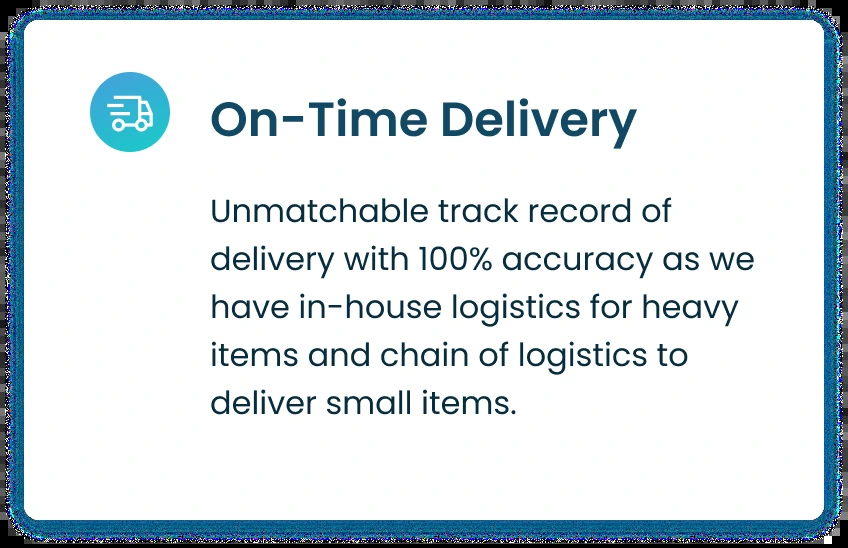 On-Time Delivery
Unmatchable track record of
delivery with 100% accuracy as we
have in-house logistics for heavy
items and chain of logistics to
deliver small items.